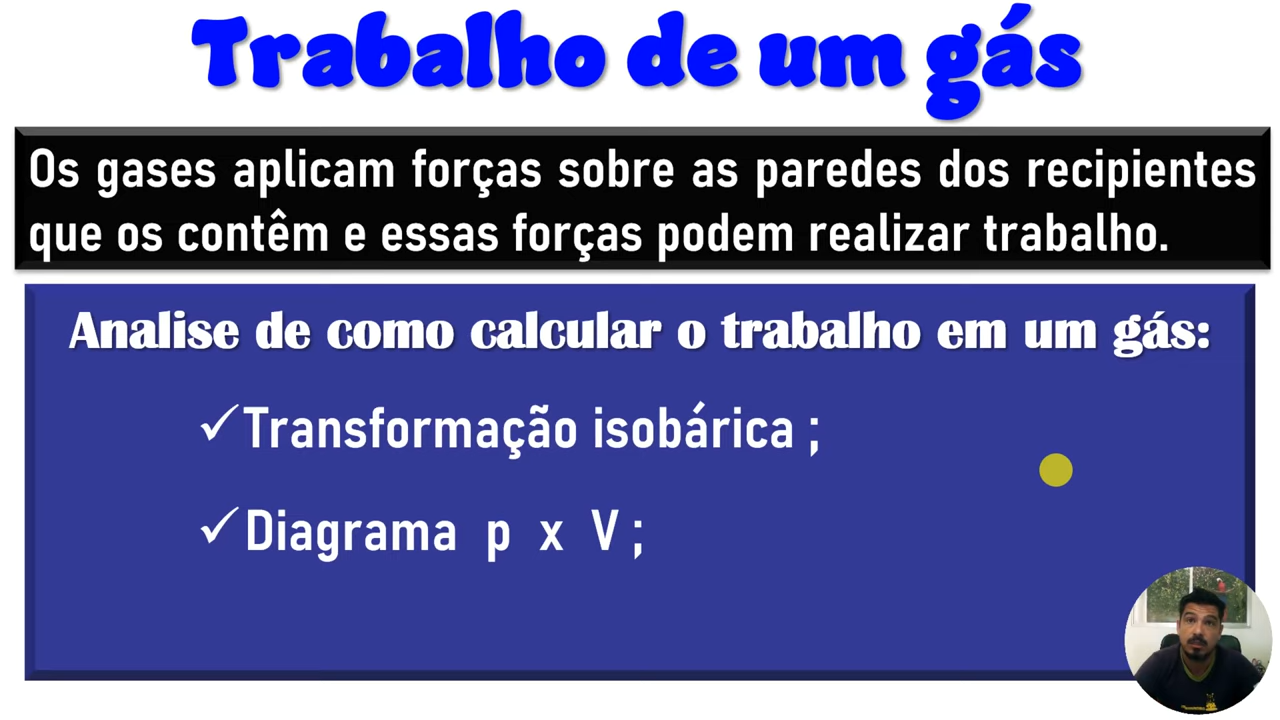 Trabalho de um gás
Os gases aplicam forças sobre as paredes dos recipientes
que os contêm e essas forças podem realizar trabalho.
Analise de como calcular o trabalho em um gás:
✓Transformação isobárica ;
✓Diagrama p x V ;